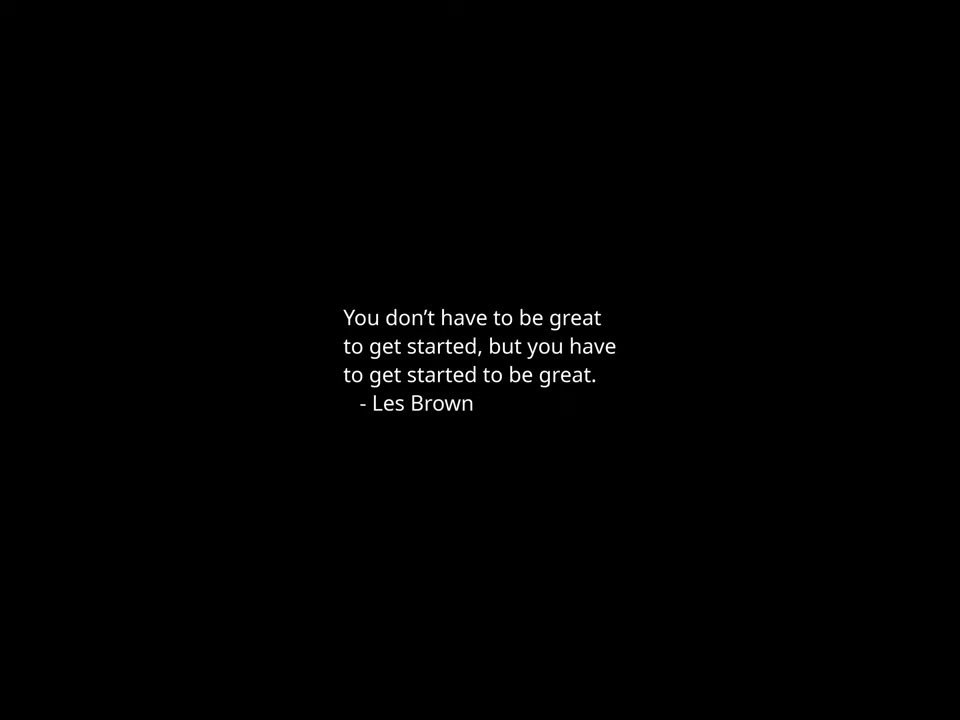 You don’t have to be great
to get started, but you have
to get started to be great.
- Les Brown